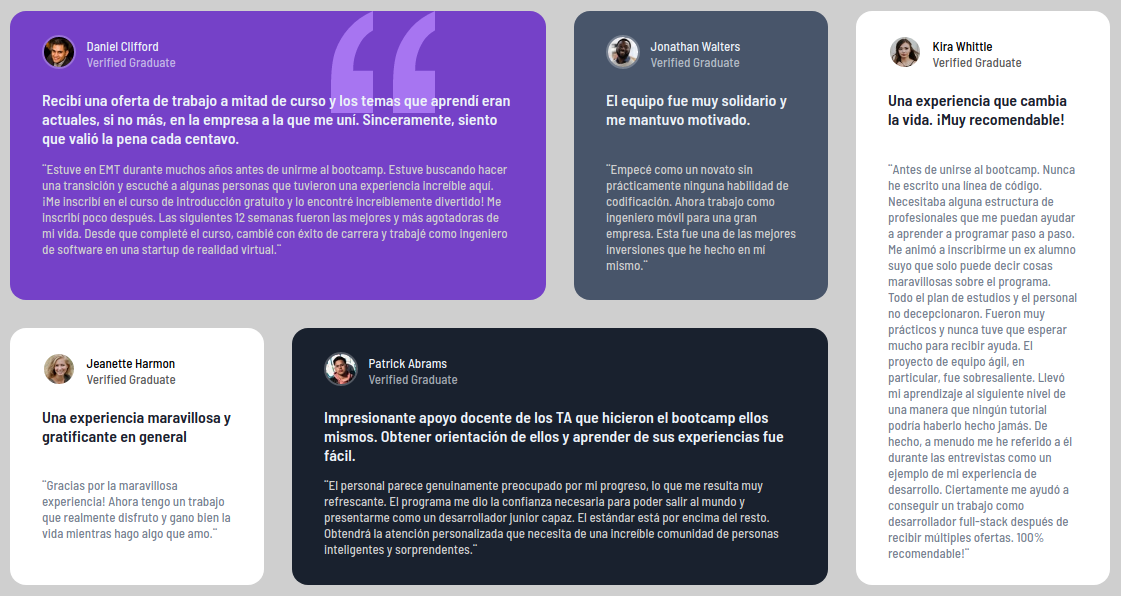 Daniel Clifford
Verified Graduate
Recibí una oferta de trabajo a mitad de curso y los temas que aprendí eran
actuales, si no más, en la empresa a la que me uní. Sinceramente, siento
que valió la pena cada centavo.
¨Estuve en EMT durante muchos años antes de unirme al bootcamp. Estuve buscando hacer
una transición y escuché a algunas personas que tuvieron una experiencia increíble aquí.
¡Me inscribí en el curso de introducción gratuito y lo encontré increíblemente divertido! Me
inscribí poco después. Las siguientes 12 semanas fueron las mejores y más agotadoras de
mi vida. Desde que completé el curso, cambié con éxito de carrera y trabajé como Ingeniero
de software en una startup de realidad virtual.¨
Jonathan Walters
Verified Graduate
El equipo fue muy solidario y
me mantuvo motivado.
¨Empecé como un novato sin
prácticamente ninguna habilidad de
codificación. Ahora trabajo como
ingeniero móvil para una gran
empresa. Esta fue una de las mejores
inversiones que he hecho en mí
mismo.¨
Kira Whittle
Verified Graduate
Una experiencia que cambia
la vida. ¡Muy recomendable!
¨Antes de unirse al bootcamp. Nunca
he escrito una línea de código.
Necesitaba alguna estructura de
profesionales que me puedan ayudar
a aprender a programar paso a paso.
Me animó a inscribirme un ex alumno
suyo que solo puede decir cosas
maravillosas sobre el programa.
Todo el plan de estudios y el personal
no decepcionaron. Fueron muy
prácticos y nunca tuve que esperar
mucho para recibir ayuda. El
proyecto de equipo ágil, en
particular, fue sobresaliente. Llevó
mi aprendizaje al siguiente nivel de
una manera que ningún tutorial
podría haberlo hecho jamás. De
hecho, a menudo me he referido a él
durante las entrevistas como un
ejemplo de mi experiencia de
desarrollo. Ciertamente me ayudó a
conseguir un trabajo como
desarrollador full-stack después de
recibir múltiples ofertas. 100%
recomendable!¨
Jeanette Harmon
Verified Graduate
Una experiencia maravillosa y
gratificante en general
¨Gracias por la maravillosa
experiencia! Ahora tengo un trabajo
que realmente disfruto y gano bien la
vida mientras hago algo que amo.¨
Patrick Abrams
Verified Graduate
Impresionante apoyo docente de los TA que hicieron el bootcamp ellos
mismos. Obtener orientación de ellos y aprender de sus experiencias fue
fácil.
¨El personal parece genuinamente preocupado por mi progreso, lo que me resulta muy
refrescante. El programa me dio la confianza necesaria para poder salir al mundo y
presentarme como un desarrollador junior capaz. El estándar está por encima del resto.
Obtendrá la atención personalizada que necesita de una increíble comunidad de personas
inteligentes y sorprendentes.¨